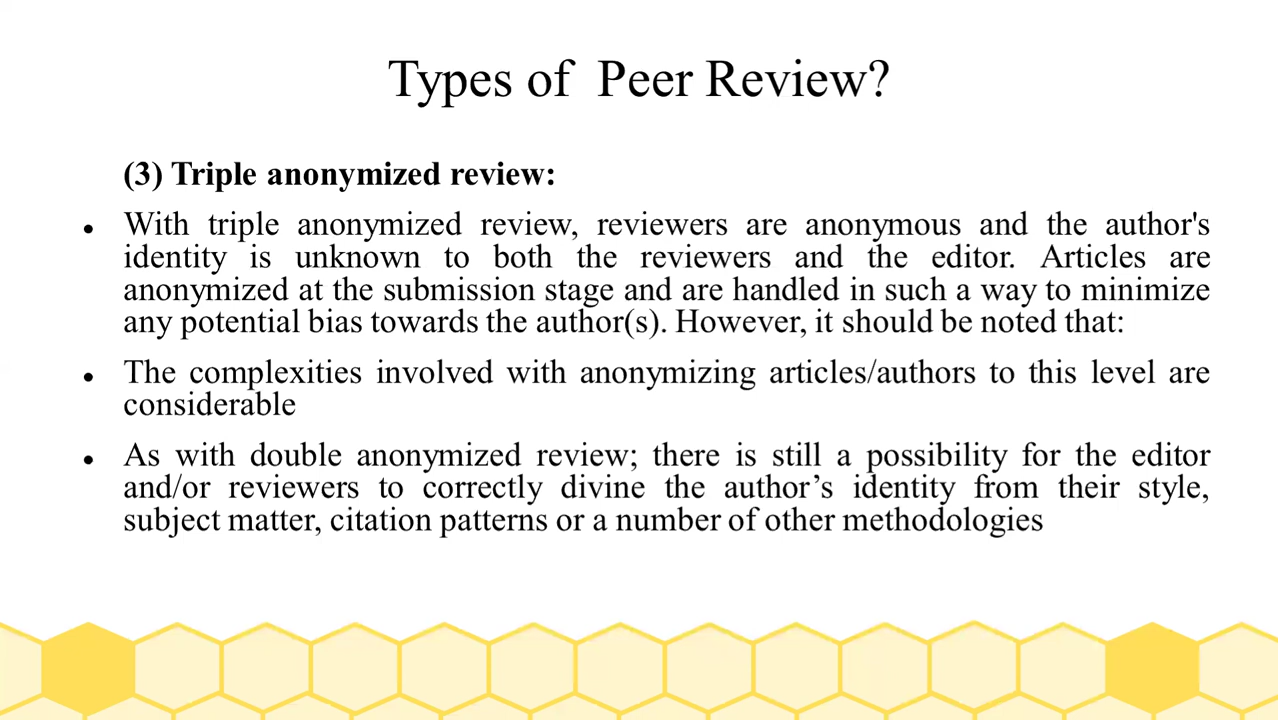 Types of  Peer Review?
(3) Triple anonymized review:
● With triple anonymized review, reviewers are anonymous and the author's
identity is unknown to both the reviewers and the editor. Articles are
anonymized at the submission stage and are handled in such a way to minimize
any potential bias towards the author(s). However, it should be noted that:
● The complexities involved with anonymizing articles/authors to this level are
considerable
● As with double anonymized review; there is still a possibility for the editor
and/or reviewers to correctly divine the author’s identity from their style,
subject matter, citation patterns or a number of other methodologies